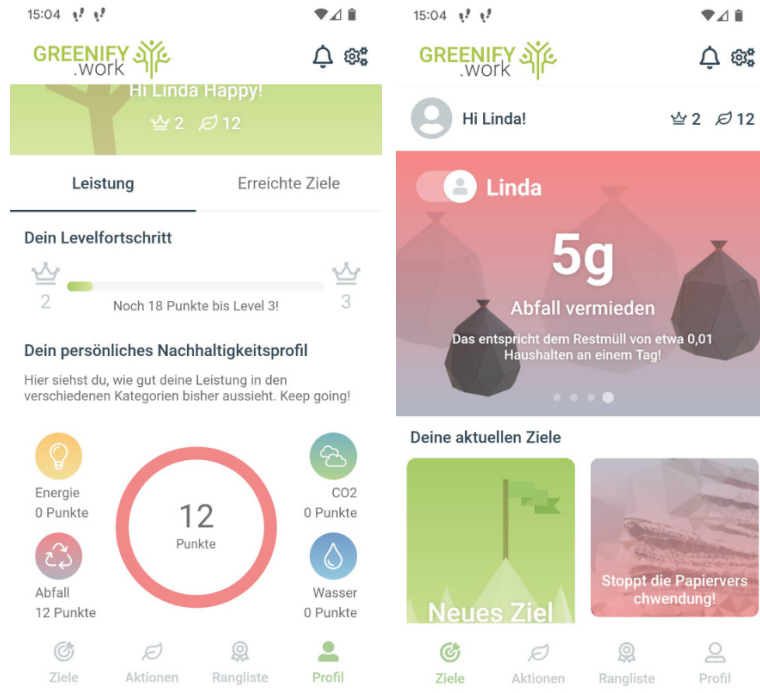 15:04
GREENIFY
.work
Hi Linda Happy!
2 12
Leistung Erreichte Ziele
Dein Levelfortschritt
2 Noch 18 Punkte bis Level 3! 3
Dein persönliches Nachhaltigkeitsprofil
Hier siehst du, wie gut deine Leistung in den
verschiedenen Kategorien bisher aussieht. Keep going!
Energie
0 Punkte
CO2
0 Punkte
12
Punkte
Abfall
12 Punkte
Wasser
0 Punkte
Ziele Aktionen Rangliste Profil
15:04
GREENIFY
.work
Hi Linda! 2 12
Linda
5g
Abfall vermieden
Das entspricht dem Restmüll von etwa 0,01
Haushalten an einem Tag!
Deine aktuellen Ziele
Neues Ziel
Stoppt die Papiervers
chwendung!
Ziele Aktionen Rangliste Profil